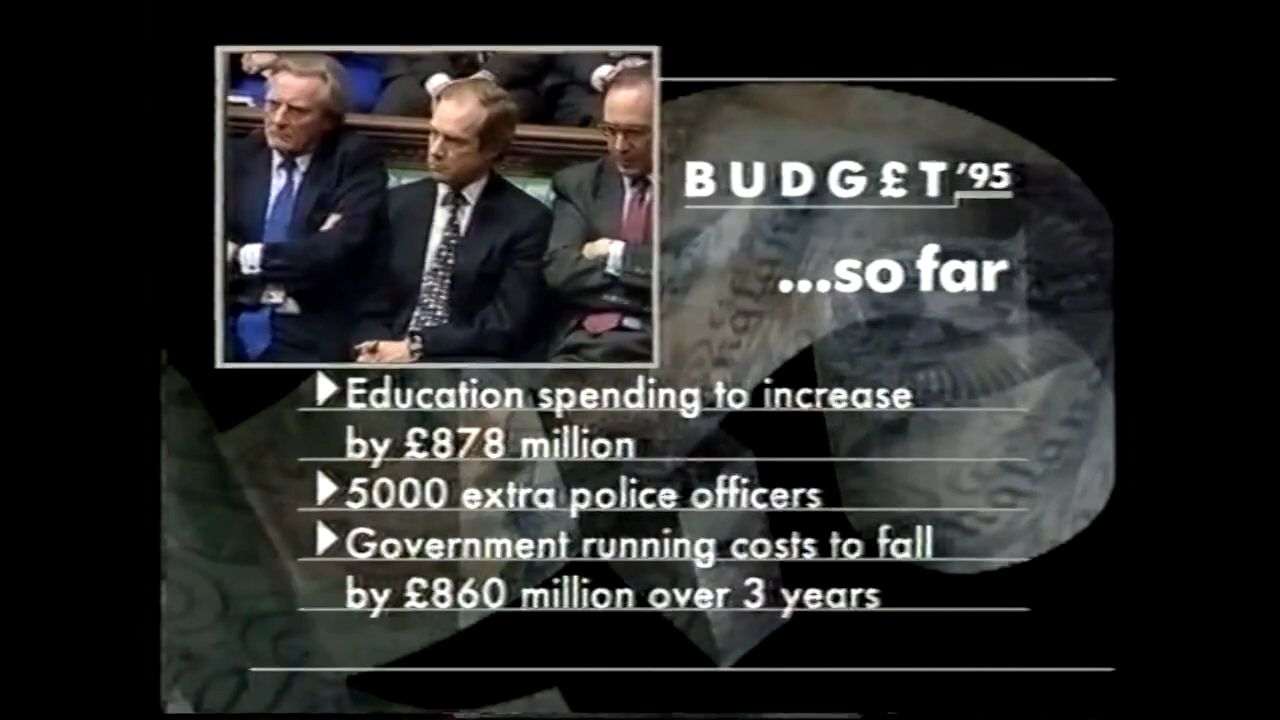 BUDG£T '95
...so far
Education spending to increase
by £878 million
5000 extra police officers
Government running costs to fall
by £860 million over 3 years